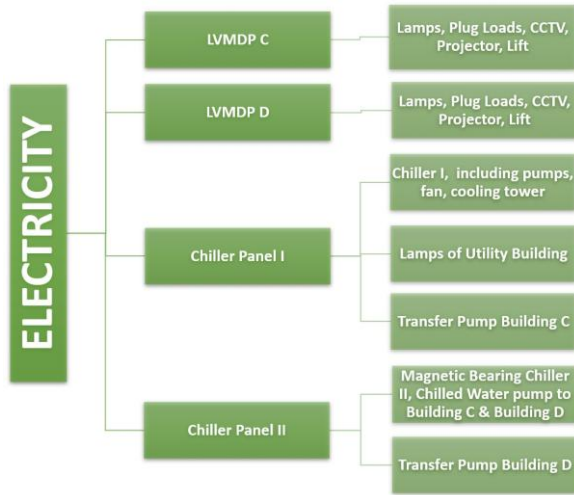 ELECTRICITY
LVMDP C
Lamps, Plug Loads, CCTV,
Projector, Lift
LVMDP D
Lamps, Plug Loads, CCTV,
Projector, Lift
Chiller Panel I
Chiller I,  including pumps,
fan, cooling tower
Lamps of Utility Building
Transfer Pump Building C
Chiller Panel II
Magnetic Bearing Chiller
II, Chilled Water pump to
Building C & Building D
Transfer Pump Building D